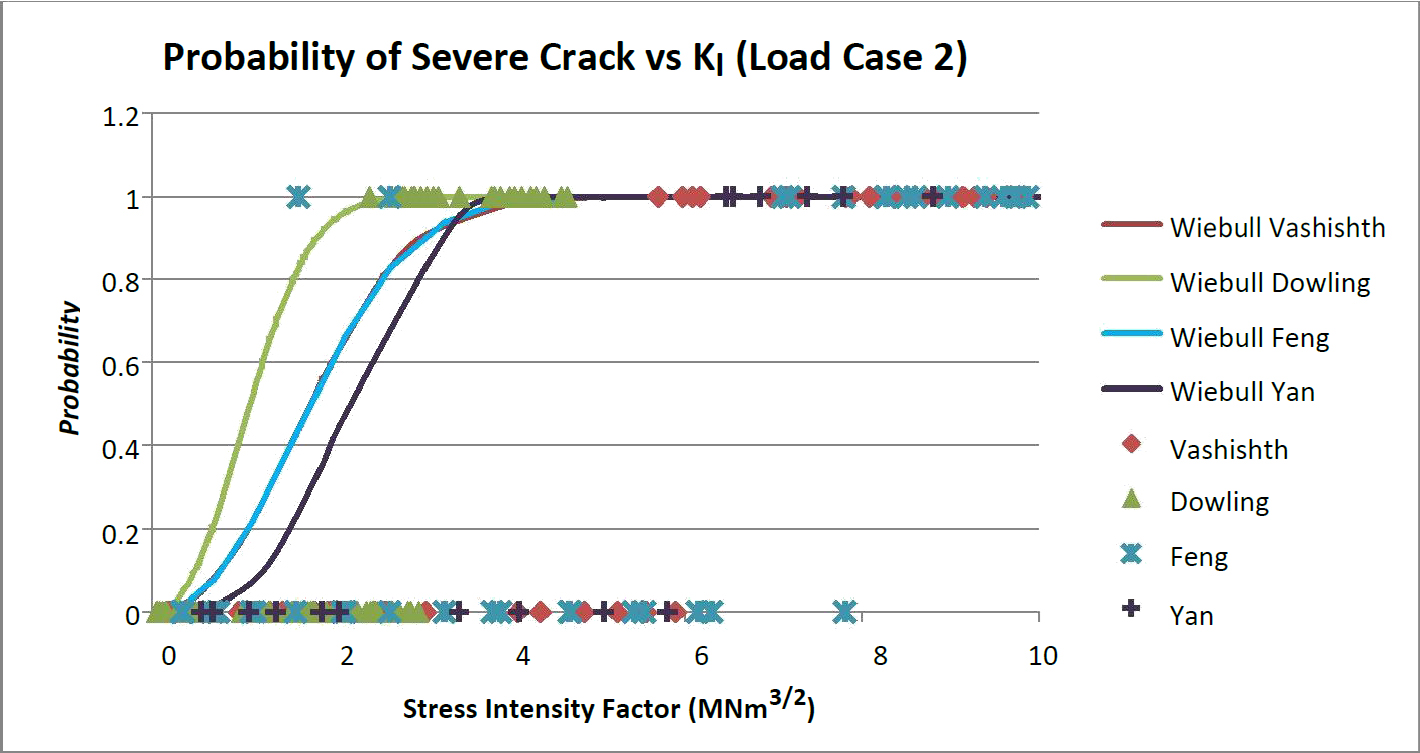 Probability of Severe Crack vs KI (Load Case 2)
1.2
1
0.8
0.6
0.4
0.2
0
Probability
0 2 4 6 8 10
Stress Intensity Factor (MNm3/2)
Wiebull Vashishth
Wiebull Dowling
Wiebull Feng
Wiebull Yan
Vashishth
Dowling
Feng
Yan